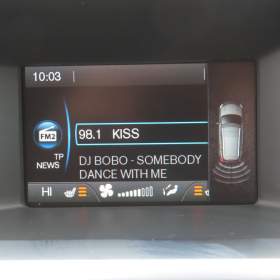 10:03
FM2
98.1 KISS
TP
NEWS
DJ BOBO - SOMEBODY
DANCE WITH ME
HI